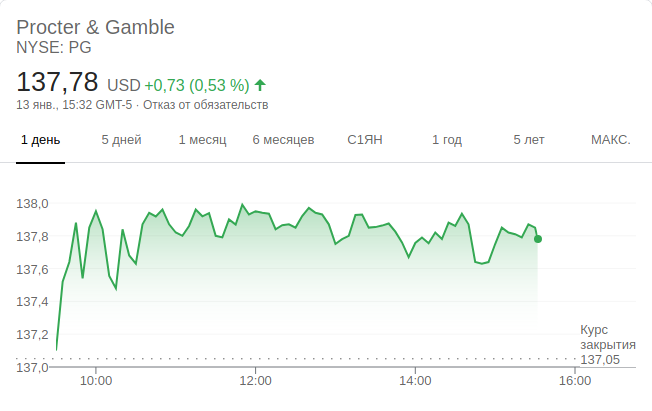 Procter & Gamble
NYSE: PG
137,78 USD +0,73 (0,53 %)
13 янв., 15:32 GMT-5 · Отказ от обязательств
1 день 5 дней 1 месяц 6 месяцев С1ЯН 1 год 5 лет МАКС.
138,0
137,8
137,6
137,4
137,2
Курс
закрытия
137,05
137,0
10:00 12:00 14:00 16:00